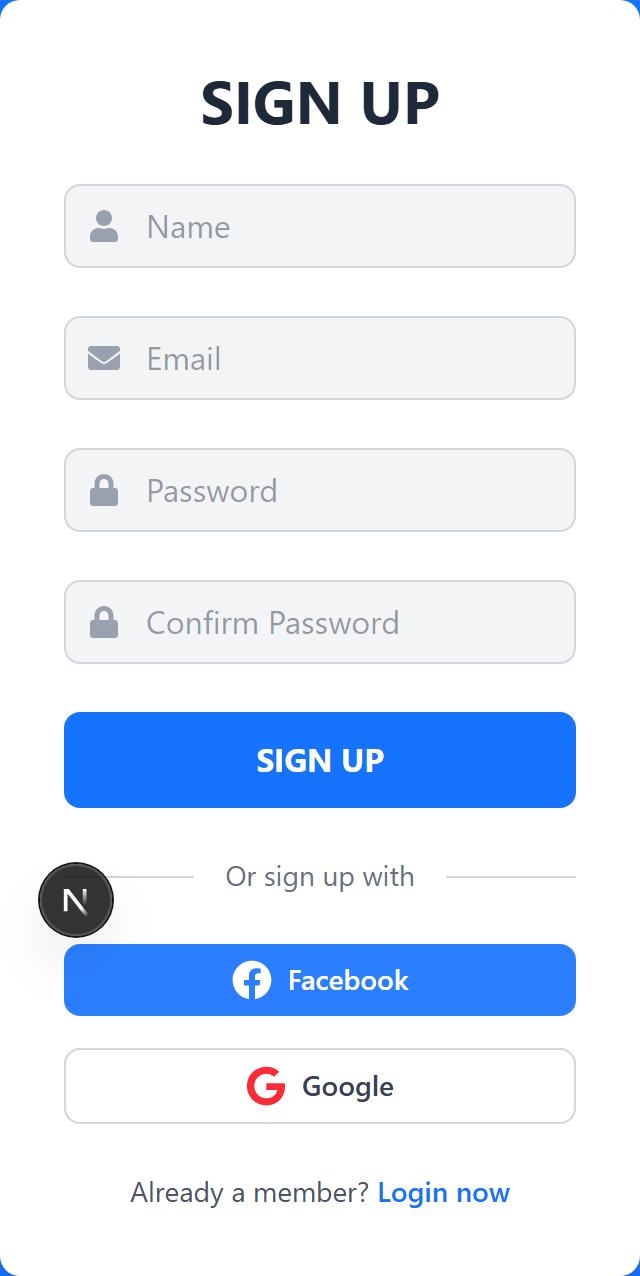 SIGN UP
Name
Email
Password
Confirm Password
SIGN UP
Or sign up with
N
Facebook
Google
Already a member? Login now